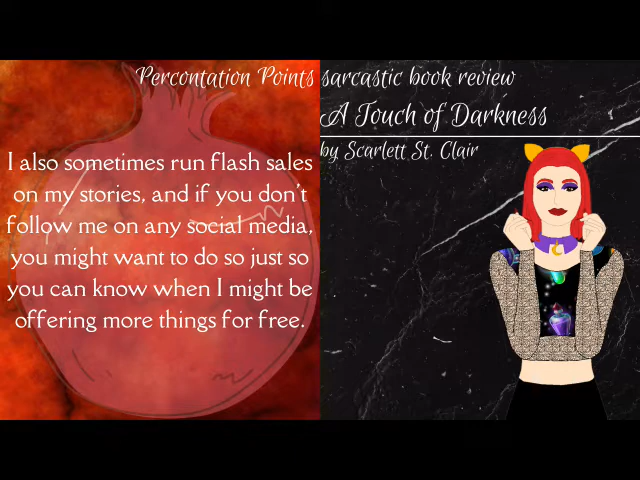 Percontation Points sarcastic book review
A Touch of Darkness
by Scarlett St. Clair
I also sometimes run flash sales
on my stories, and if you don't
follow me on any social media,
you might want to do so just so
you can know when I might be
offering more things for free.